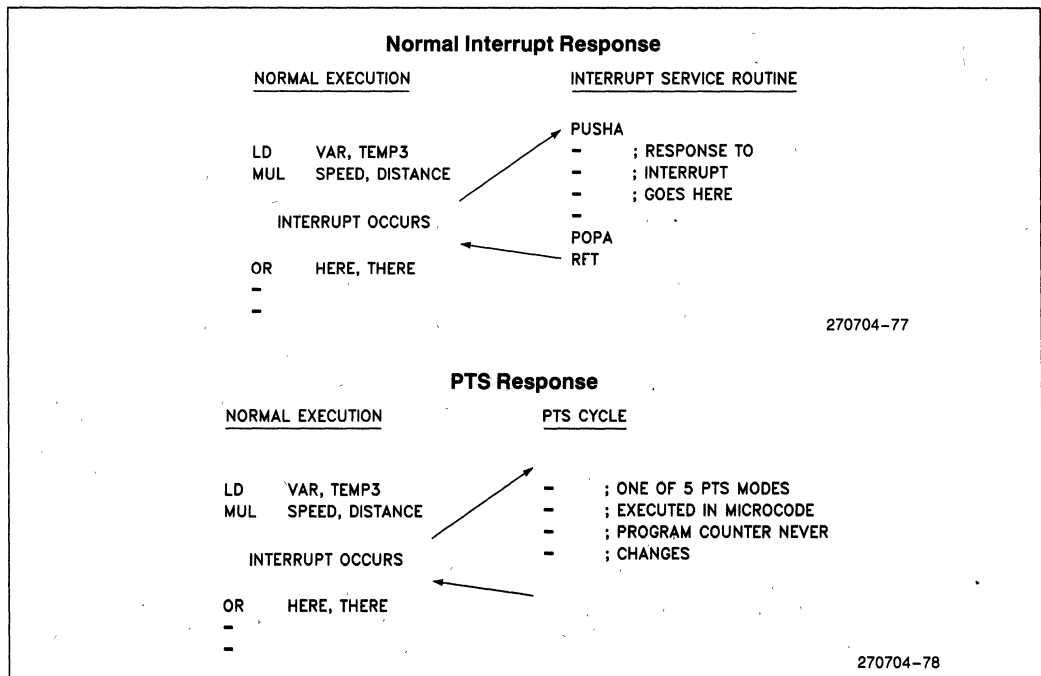 Normal Interrupt Response
NORMAL EXECUTION INTERRUPT SERVICE ROUTINE
PUSHA
LD VAR, TEMP3 - ; RESPONSE TO
MUL SPEED, DISTANCE - ; INTERRUPT
- ; GOES HERE
INTERRUPT OCCURS -
POPA
RET
OR HERE, THERE
-
-
270704-77
PTS Response
NORMAL EXECUTION PTS CYCLE
LD VAR, TEMP3 - ; ONE OF 5 PTS MODES
MUL SPEED, DISTANCE - ; EXECUTED IN MICROCODE
- ; PROGRAM COUNTER NEVER
INTERRUPT OCCURS - ; CHANGES
OR HERE, THERE
-
-
270704-78